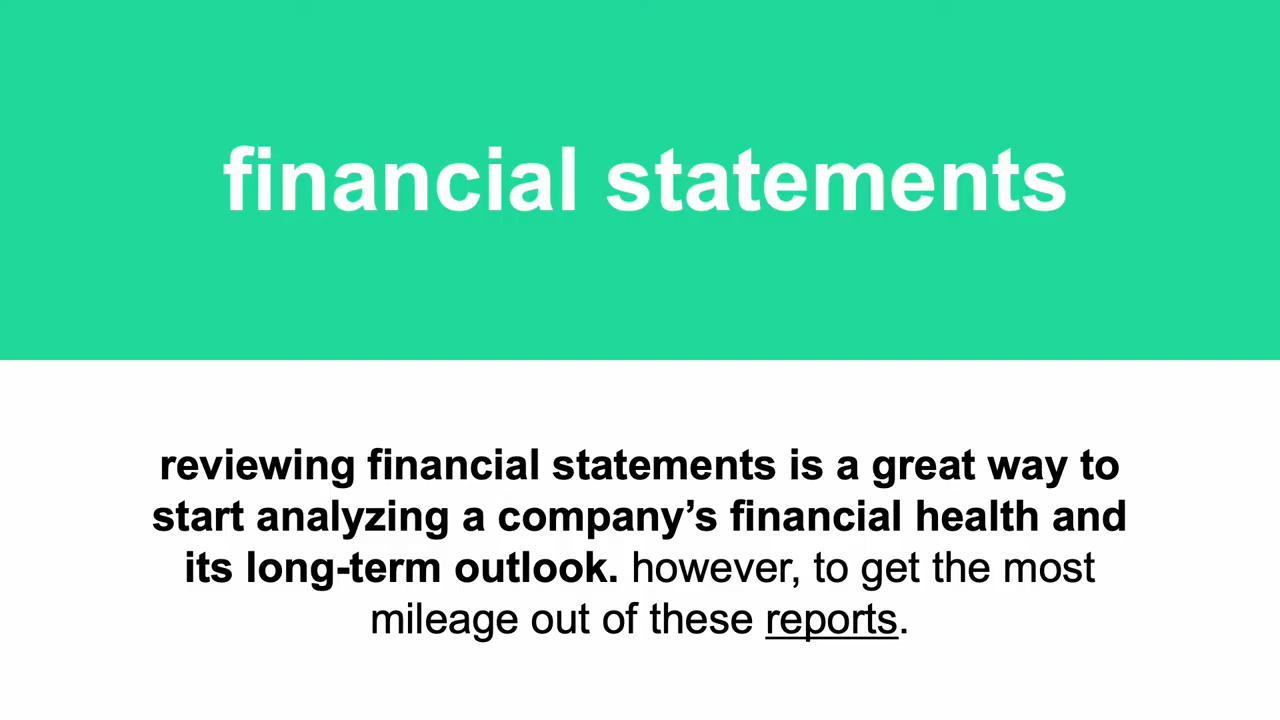 financial statements
reviewing financial statements is a great way to
start analyzing a company’s financial health and
its long-term outlook. however, to get the most
mileage out of these reports.